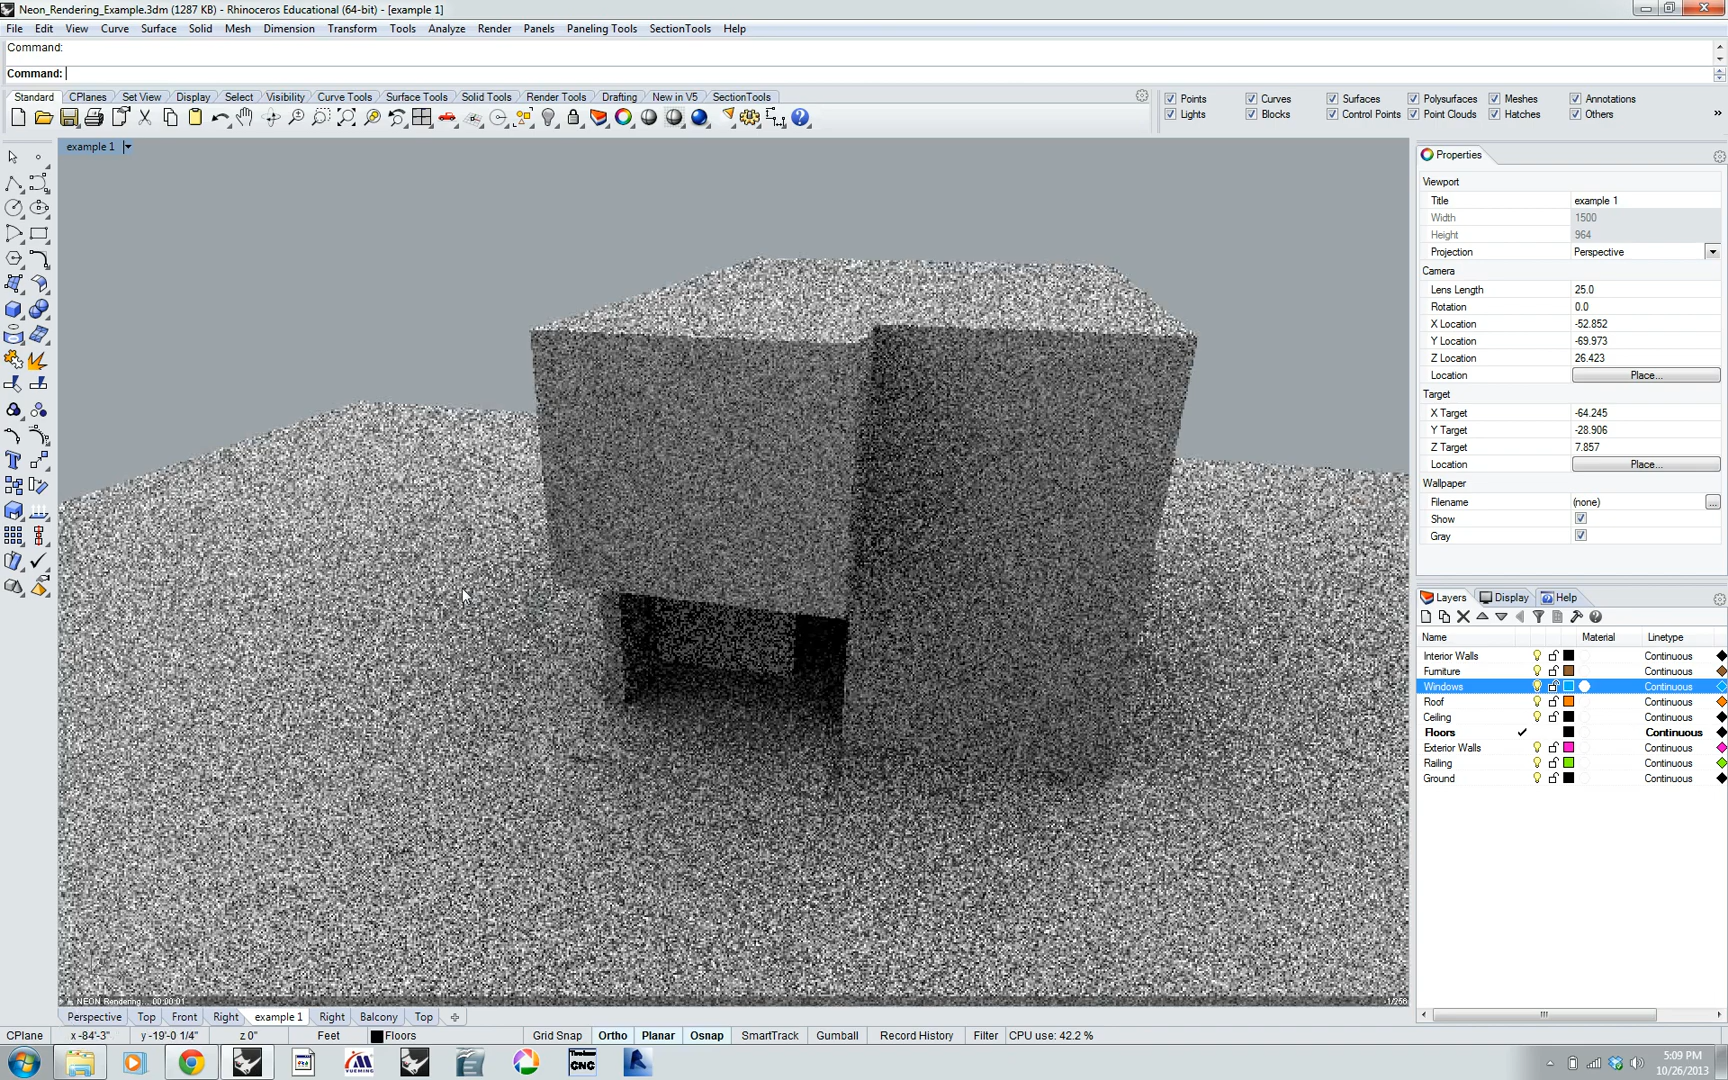 Neon_Rendering_Example.3dm (1287 KB) - Rhinoceros Educational (64-bit) - [example 1]
File Edit View Curve Surface Solid Mesh Dimension Transform Tools Analyze Render Panels Paneling Tools SectionTools Help
Command:
Command:
Standard CPlanes Set View Display Select Visibility Curve Tools Surface Tools Solid Tools Render Tools Drafting New in V5 SectionTools
Points Curves Surfaces Polysurfaces Meshes Annotations
Lights Blocks Control Points Point Clouds Hatches Others
example 1
Properties
Viewport
Title example 1
Width 1500
Height 964
Projection Perspective
Camera
Lens Length 25.0
Rotation 0.0
X Location -52.852
Y Location -69.973
Z Location 26.423
Location Place...
Target
X Target -64.245
Y Target -28.906
Z Target 7.857
Location Place...
Wallpaper
Filename (none) ...
Show
Gray
Layers Display Help
Name Material Linetype
Interior Walls Continuous
Furniture Continuous
Windows Continuous
Roof Continuous
Ceiling Continuous
Floors Continuous
Exterior Walls Continuous
Railing Continuous
Ground Continuous
NEON Rendering... 00:00:01 1/256
Perspective Top Front Right example 1 Right Balcony Top
CPlane x -84'-3" y -19'-0 1/4" z 0" Feet Floors Grid Snap Ortho Planar Osnap SmartTrack Gumball Record History Filter CPU use: 42.2 %
YUEMING
CNC
5:09 PM
10/26/2013